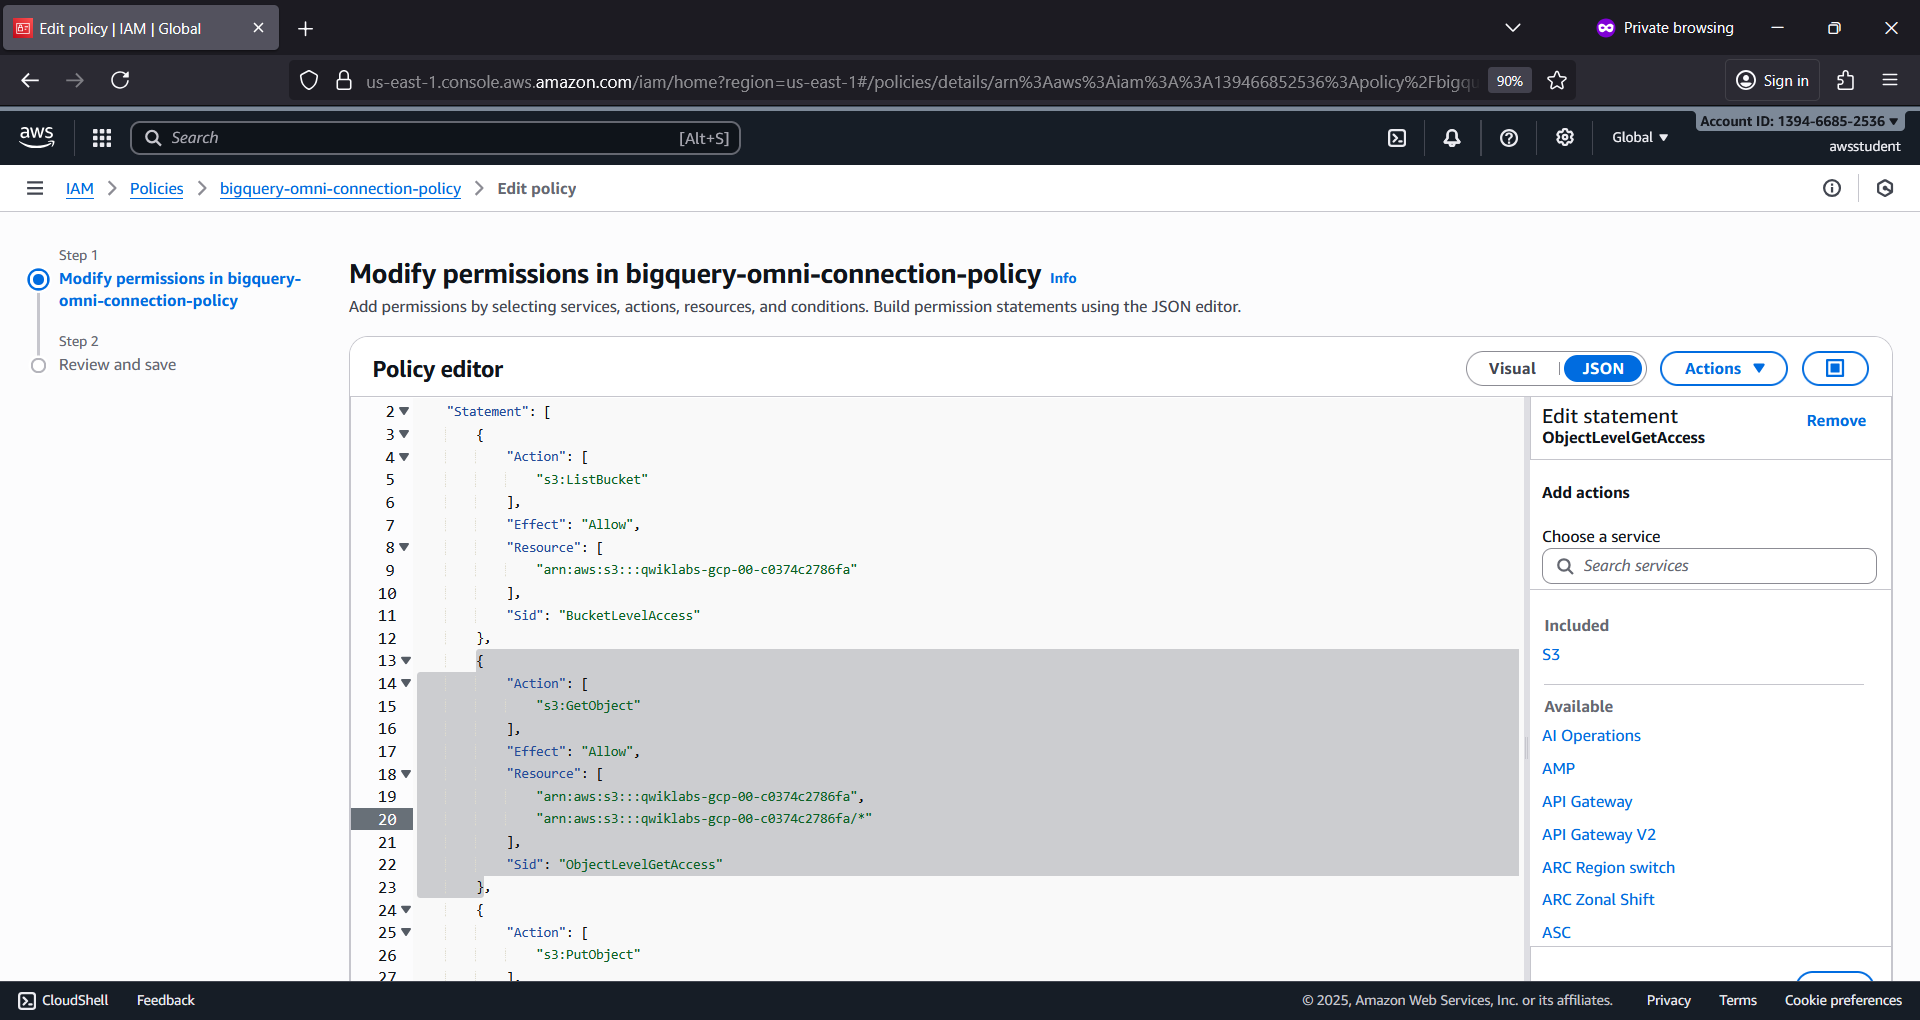 Edit policy | IAM | Global
Private browsing
us-east-1.console.aws.amazon.com/iam/home?region=us-east-1#/policies/details/arn%3Aaws%3Aiam%3A%3A139466852536%3Apolicy%2Fbigqu
90%
Sign in
aws
Search
[Alt+S]
Global
Account ID: 1394-6685-2536
awsstudent
IAM > Policies > bigquery-omni-connection-policy > Edit policy
Step 1
Modify permissions in bigquery-
omni-connection-policy
Step 2
Review and save
Modify permissions in bigquery-omni-connection-policy Info
Add permissions by selecting services, actions, resources, and conditions. Build permission statements using the JSON editor.
Policy editor
Visual
JSON
Actions
2 "Statement": [
3 {
4 "Action": [
5 "s3:ListBucket"
6 ],
7 "Effect": "Allow",
8 "Resource": [
9 "arn:aws:s3:::qwiklabs-gcp-00-c0374c2786fa"
10 ],
11 "Sid": "BucketLevelAccess"
12 },
13 {
14 "Action": [
15 "s3:GetObject"
16 ],
17 "Effect": "Allow",
18 "Resource": [
19 "arn:aws:s3:::qwiklabs-gcp-00-c0374c2786fa",
20 "arn:aws:s3:::qwiklabs-gcp-00-c0374c2786fa/*"
21 ],
22 "Sid": "ObjectLevelGetAccess"
23 },
24 {
25 "Action": [
26 "s3:PutObject"
27 ],
Edit statement
Remove
ObjectLevelGetAccess
Add actions
Choose a service
Search services
Included
S3
Available
AI Operations
AMP
API Gateway
API Gateway V2
ARC Region switch
ARC Zonal Shift
ASC
CloudShell
Feedback
© 2025, Amazon Web Services, Inc. or its affiliates.
Privacy
Terms
Cookie preferences